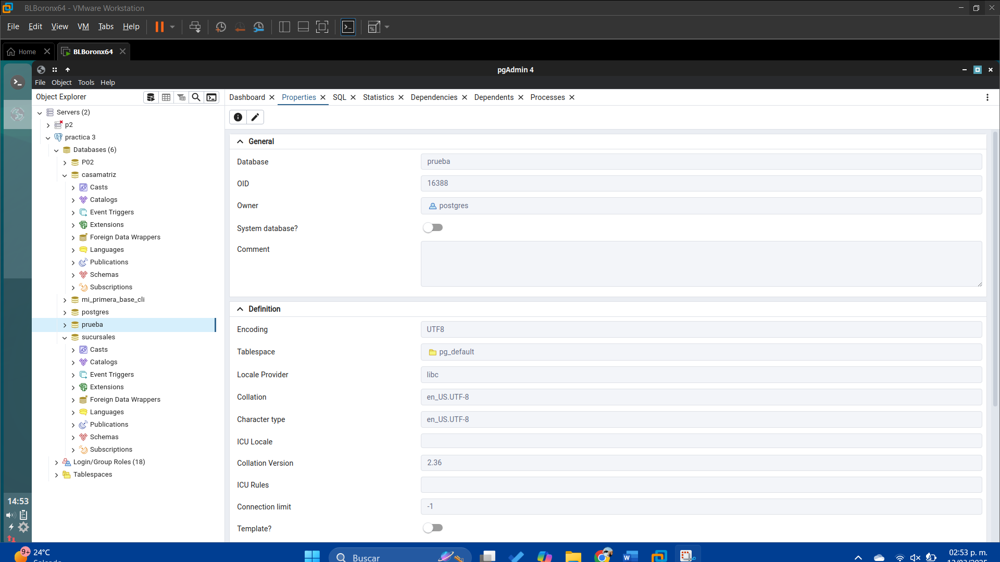 BLBoronx64 - VMware Workstation
File Edit View VM Tabs Help
Home BLBoronx64
pgAdmin 4
File Object Tools Help
Object Explorer
Dashboard Properties SQL Statistics Dependencies Dependents Processes
Servers (2)
p2
practica 3
Databases (6)
P02
casamatriz
Casts
Catalogs
Event Triggers
Extensions
Foreign Data Wrappers
Languages
Publications
Schemas
Subscriptions
mi_primera_base_cli
postgres
prueba
sucursales
Casts
Catalogs
Event Triggers
Extensions
Foreign Data Wrappers
Languages
Publications
Schemas
Subscriptions
Login/Group Roles (18)
Tablespaces
General
Database prueba
OID 16388
Owner postgres
System database?
Comment
Definition
Encoding UTF8
Tablespace pg_default
Locale Provider libc
Collation en_US.UTF-8
Character type en_US.UTF-8
ICU Locale
Collation Version 2.36
ICU Rules
Connection limit -1
Template?
14:53
9+ 24°C
Buscar
02:53 p. m.